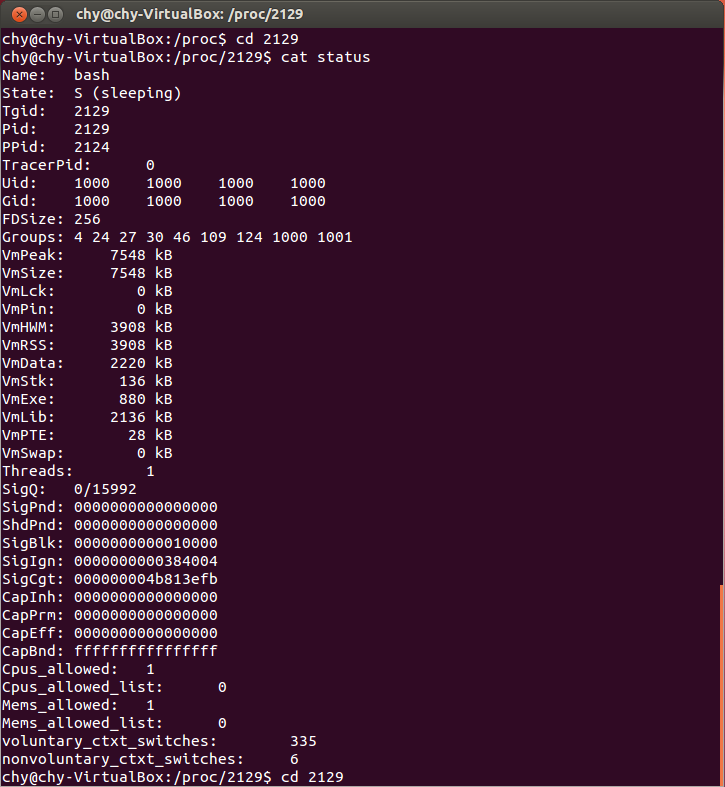 chy@chy-VirtualBox: /proc/2129
chy@chy-VirtualBox:/proc$ cd 2129
chy@chy-VirtualBox:/proc/2129$ cat status
Name:   bash
State:  S (sleeping)
Tgid:   2129
Pid:    2129
PPid:   2124
TracerPid:      0
Uid:    1000    1000    1000    1000
Gid:    1000    1000    1000    1000
FDSize: 256
Groups: 4 24 27 30 46 109 124 1000 1001
VmPeak:     7548 kB
VmSize:     7548 kB
VmLck:         0 kB
VmPin:         0 kB
VmHWM:      3908 kB
VmRSS:      3908 kB
VmData:     2220 kB
VmStk:       136 kB
VmExe:       880 kB
VmLib:      2136 kB
VmPTE:        28 kB
VmSwap:        0 kB
Threads:        1
SigQ:   0/15992
SigPnd: 0000000000000000
ShdPnd: 0000000000000000
SigBlk: 0000000000010000
SigIgn: 0000000000384004
SigCgt: 000000004b813efb
CapInh: 0000000000000000
CapPrm: 0000000000000000
CapEff: 0000000000000000
CapBnd: ffffffffffffffff
Cpus_allowed:   1
Cpus_allowed_list:      0
Mems_allowed:   1
Mems_allowed_list:      0
voluntary_ctxt_switches:        335
nonvoluntary_ctxt_switches:     6
chy@chy-VirtualBox:/proc/2129$ cd 2129